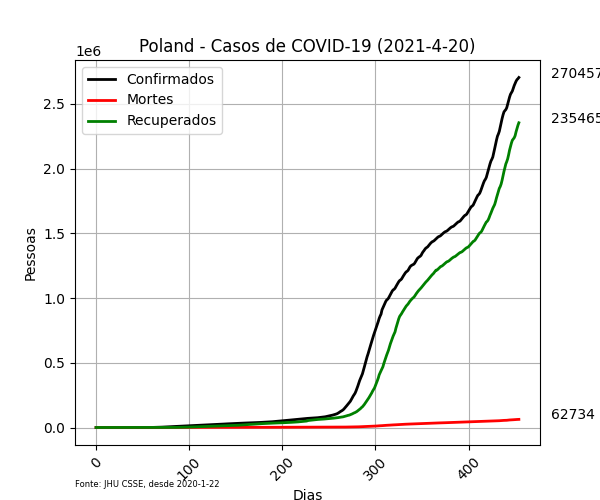 Poland - Casos de COVID-19 (2021-4-20)
1e6
Confirmados
Mortes
Recuperados
270457
235465
62734
2.5
2.0
1.5
1.0
0.5
0.0
Pessoas
0
100
200
300
400
Fonte: JHU CSSE, desde 2020-1-22
Dias